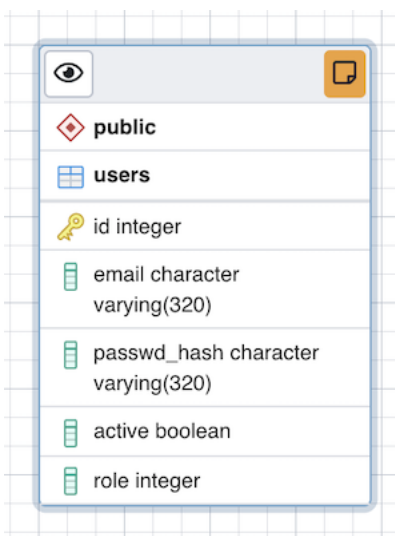 public
users
id integer
email character
varying(320)
passwd_hash character
varying(320)
active boolean
role integer